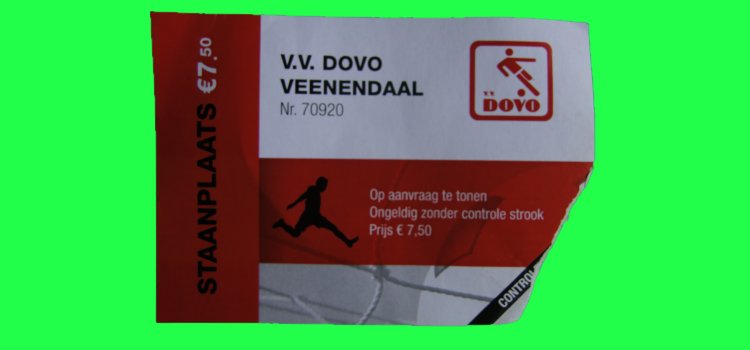 STAANPLAATS €7,50
V.V. DOVO
VEENENDAAL
Nr. 70920
V.V.
DOVO
Op aanvraag te tonen
Ongeldig zonder controle strook
Prijs € 7,50
CONTROL